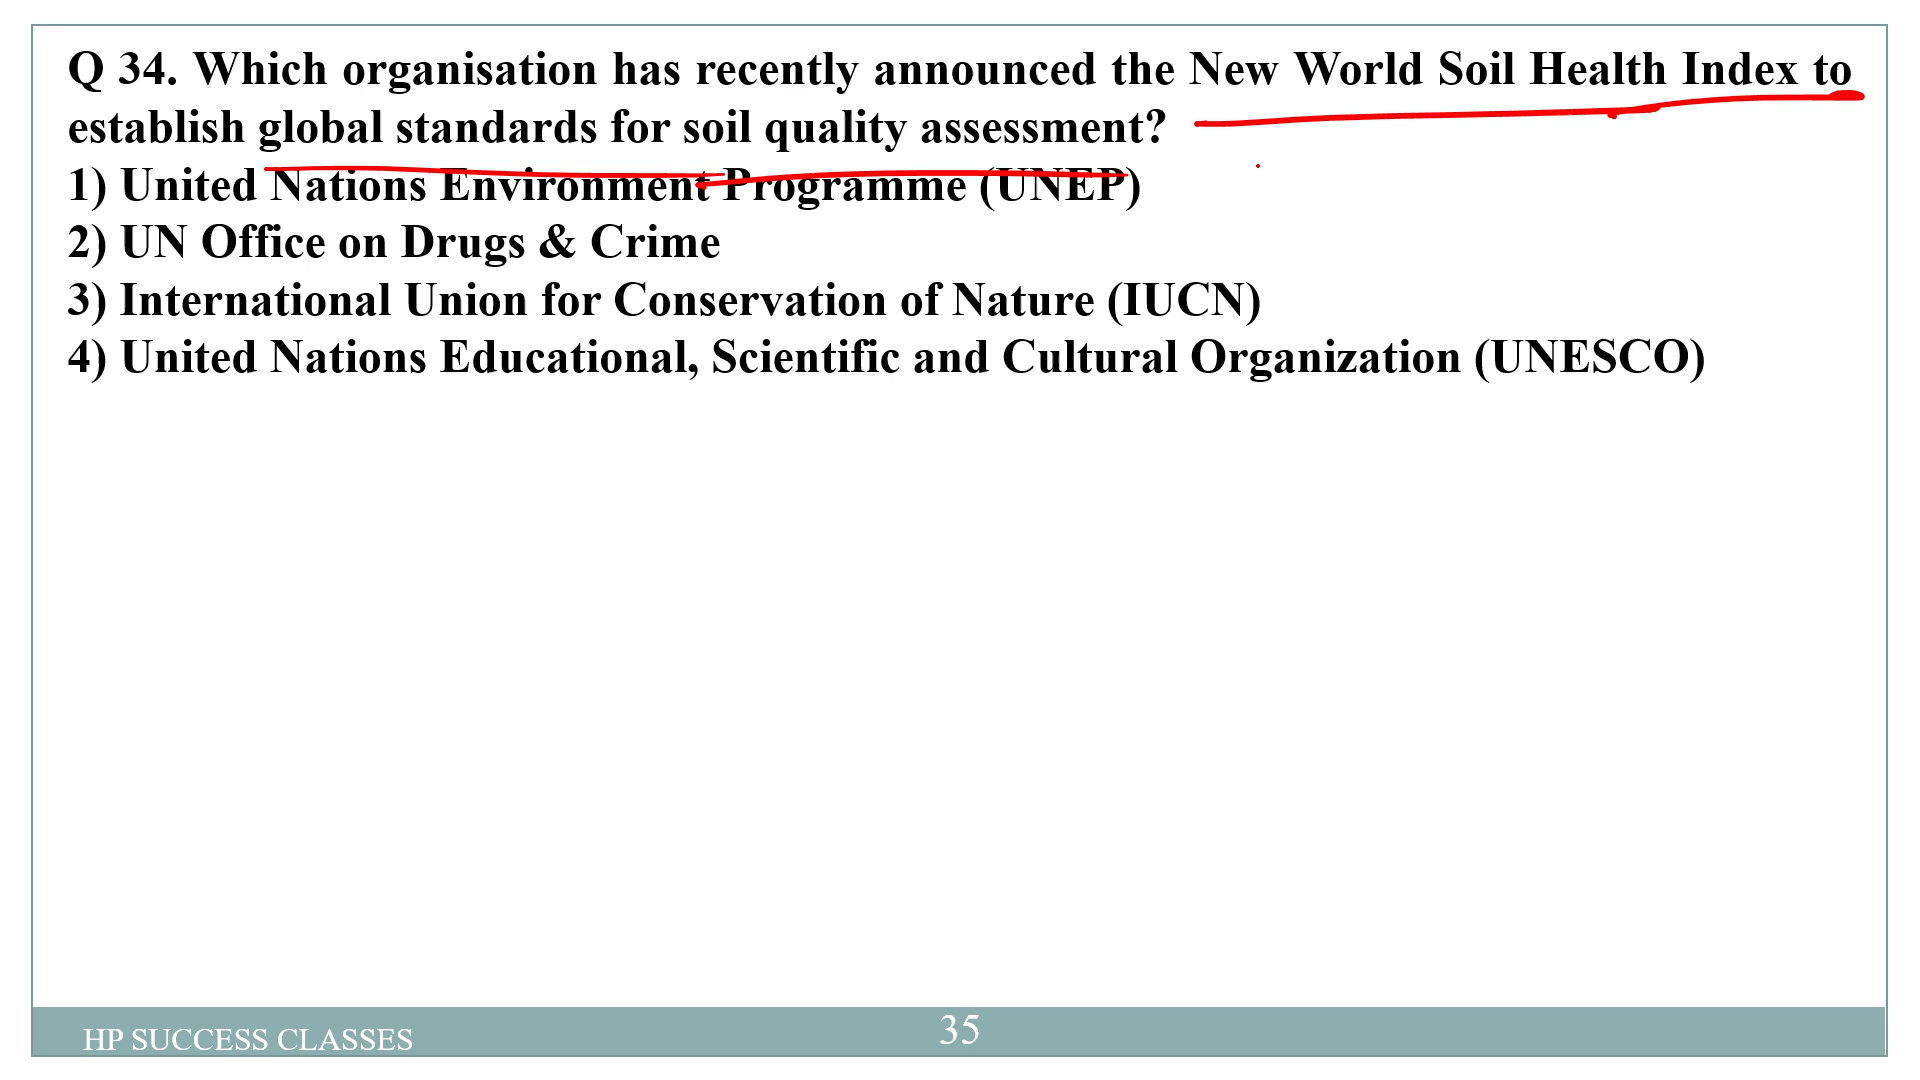 Q 34. Which organisation has recently announced the New World Soil Health Index to
establish global standards for soil quality assessment?
1) United Nations Environment Programme (UNEP)
2) UN Office on Drugs & Crime
3) International Union for Conservation of Nature (IUCN)
4) United Nations Educational, Scientific and Cultural Organization (UNESCO)
HP SUCCESS CLASSES
35